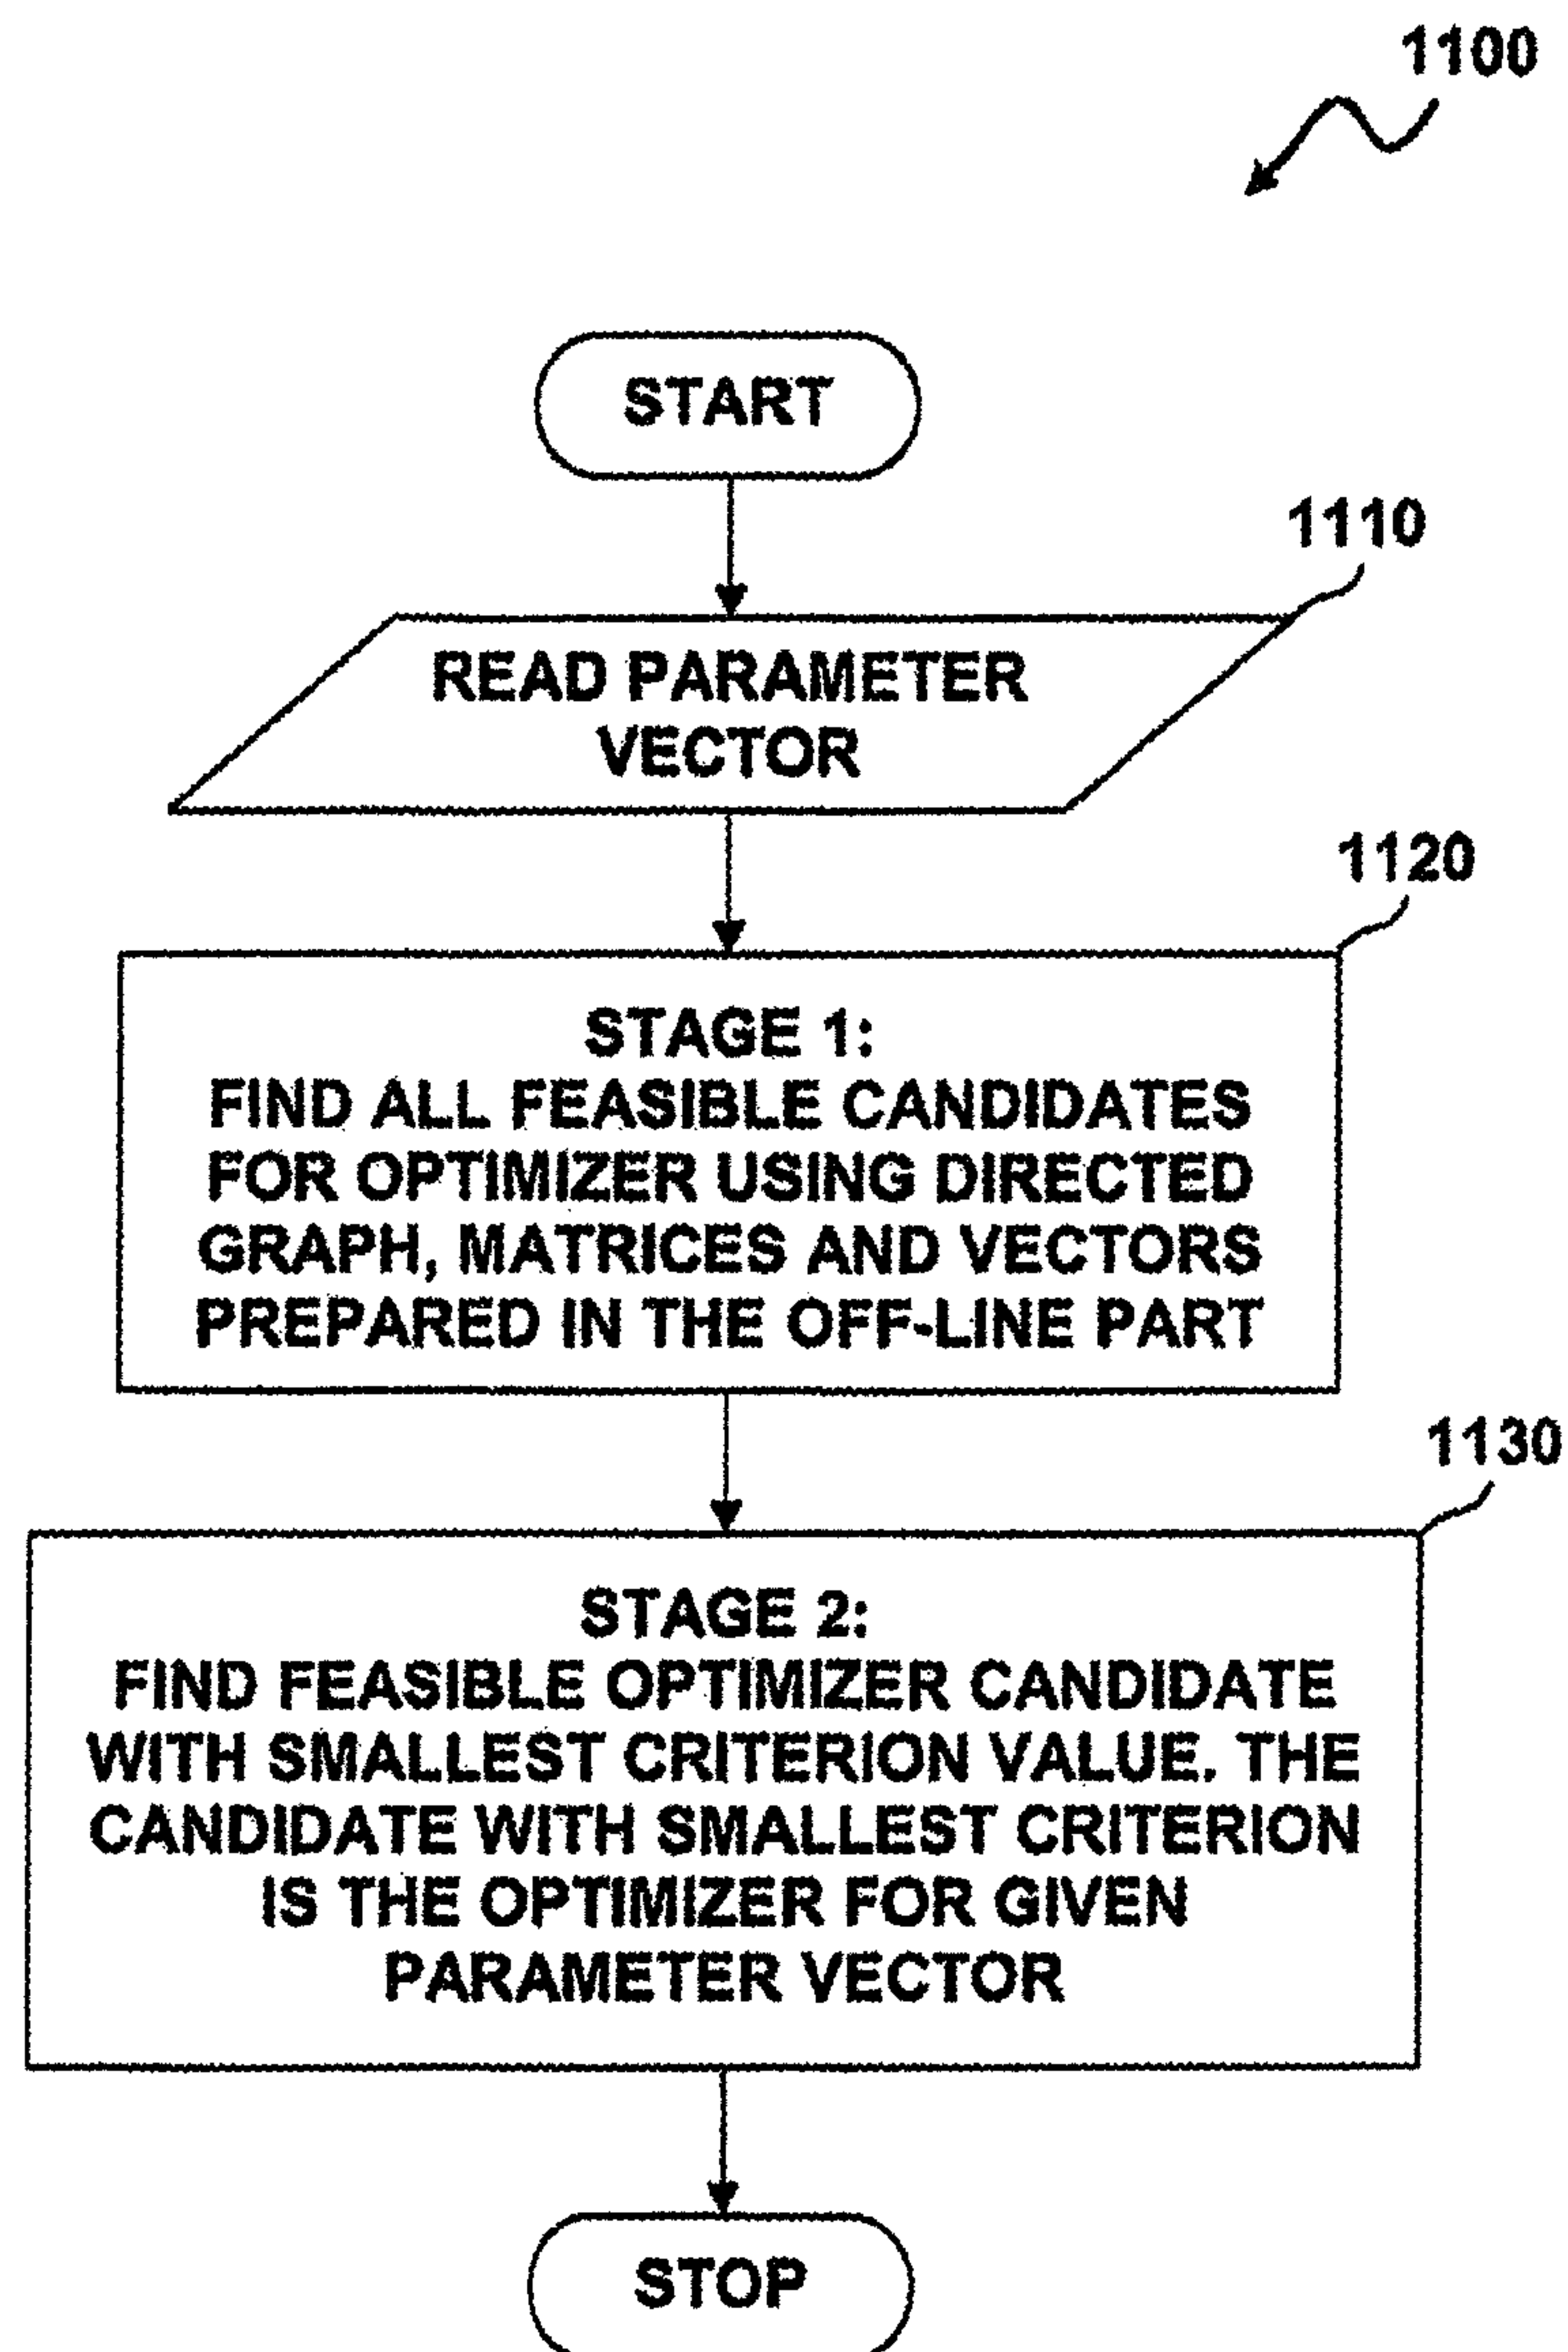 1100
START
1110
READ PARAMETER
VECTOR
1120
STAGE 1:
FIND ALL FEASIBLE CANDIDATES
FOR OPTIMIZER USING DIRECTED
GRAPH, MATRICES AND VECTORS
PREPARED IN THE OFF-LINE PART
1130
STAGE 2:
FIND FEASIBLE OPTIMIZER CANDIDATE
WITH SMALLEST CRITERION VALUE. THE
CANDIDATE WITH SMALLEST CRITERION
IS THE OPTIMIZER FOR GIVEN
PARAMETER VECTOR
STOP